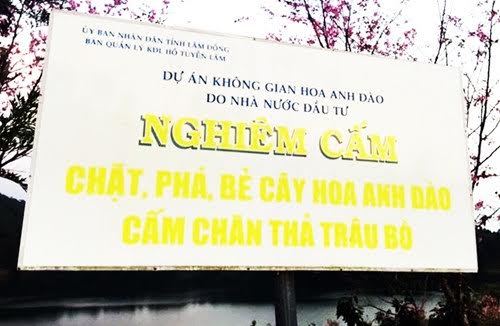 ỦY BAN NHÂN DÂN TỈNH LÂM ĐỒNG
BAN QUẢN LÝ KDL HỒ TUYỀN LÂM
DỰ ÁN KHÔNG GIAN HOA ANH ĐÀO
DO NHÀ NƯỚC ĐẦU TƯ
NGHIÊM CẤM
CHẶT, PHÁ, BẺ CÂY HOA ANH ĐÀO
CẤM CHĂN THẢ TRÂU BÒ